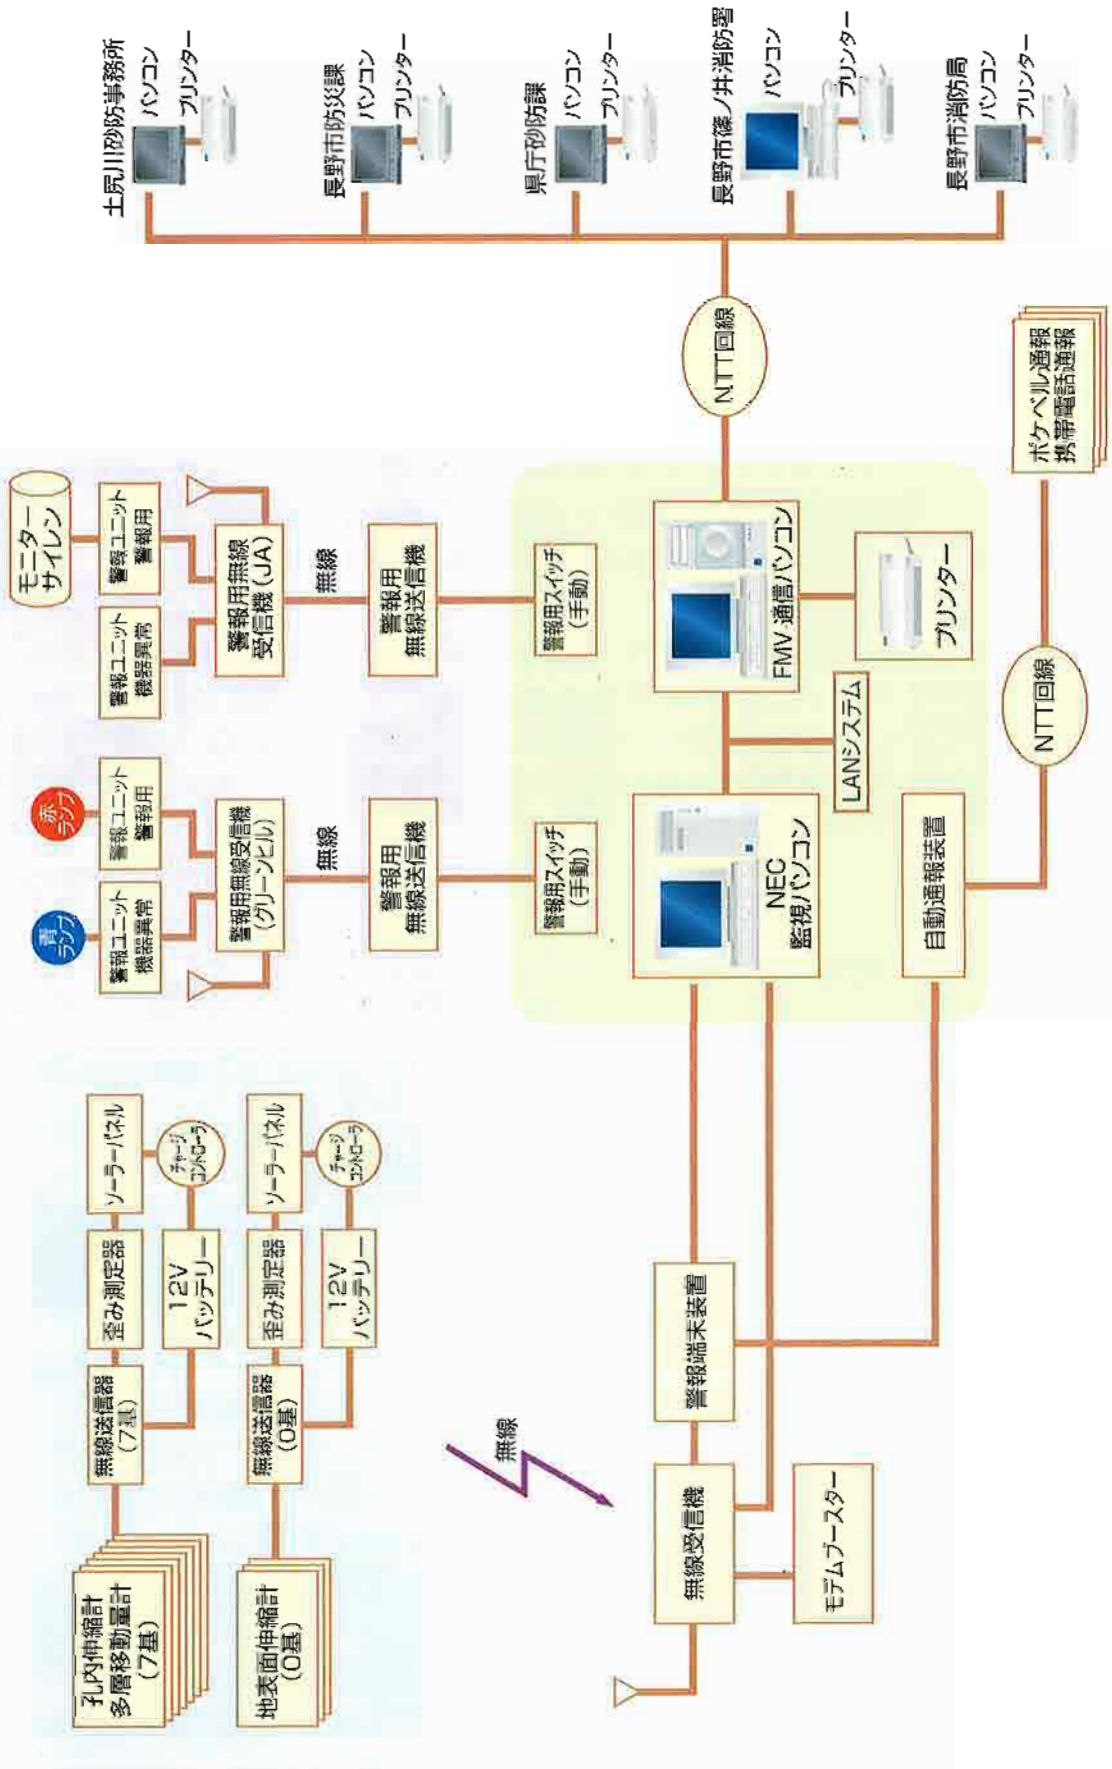 孔内伸縮計
多層移動量計
(7基)
無線送信器
(7基)
歪み測定器
ソーラーパネル
12V
バッテリー
チャージ
コントローラ
地表面伸縮計
(0基)
無線送信器
(0基)
歪み測定器
ソーラーパネル
12V
バッテリー
チャージ
コントローラ
無線
無線受信機
モデムブースター
警報端末装置
青
ランプ
警報ユニット
機器異常
赤
ランプ
警報ユニット
警報用
警報用無線受信機
(グリーンヒル)
無線
警報用
無線送信機
警報用スイッチ
(手動)
モニター
サイレン
警報ユニット
機器異常
警報ユニット
警報用
警報用無線
受信機(JA)
無線
警報用
無線送信機
警報用スイッチ
(手動)
NEC
監視パソコン
LANシステム
FMV通信パソコン
プリンター
自動通報装置
NTT回線
ポケベル通報
携帯電話通報
NTT回線
土尻川砂防事務所
パソコン
プリンター
長野市防災課
パソコン
プリンター
県庁砂防課
パソコン
プリンター
長野市篠ノ井消防署
パソコン
プリンター
長野市消防局
パソコン
プリンター